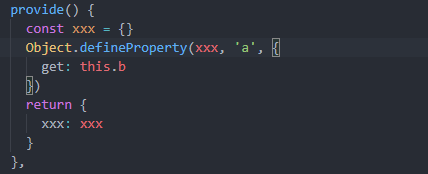 provide() {
  const xxx = {}
  Object.defineProperty(xxx, 'a', {
    get: this.b
  })
  return {
    xxx: xxx
  }
},